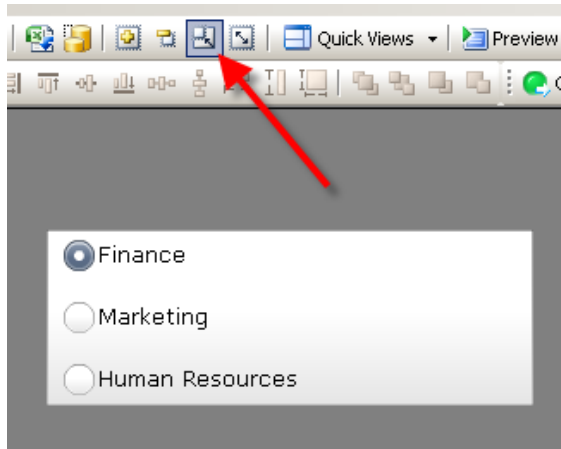 Quick Views
Preview
Finance
Marketing
Human Resources